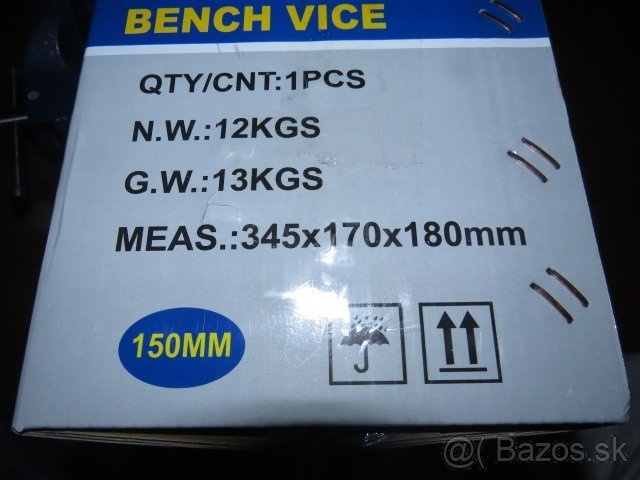 BENCH VICE
QTY/CNT:1PCS
N.W.:12KGS
G.W.:13KGS
MEAS.:345x170x180mm
150MM
@( Bazos.sk